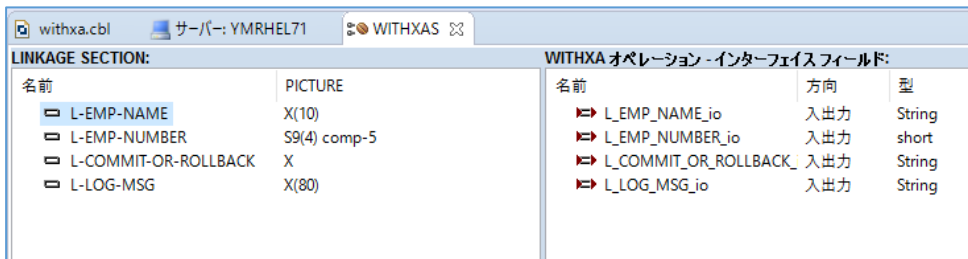 withxa.cbl サーバー: YMRHEL71 WITHXAS
LINKAGE SECTION: WITHXA オペレーション - インターフェイス フィールド:
名前 PICTURE 名前 方向 型
L-EMP-NAME X(10) L_EMP_NAME_io 入出力 String
L-EMP-NUMBER S9(4) comp-5 L_EMP_NUMBER_io 入出力 short
L-COMMIT-OR-ROLLBACK X L_COMMIT_OR_ROLLBACK_ 入出力 String
L-LOG-MSG X(80) L_LOG_MSG_io 入出力 String